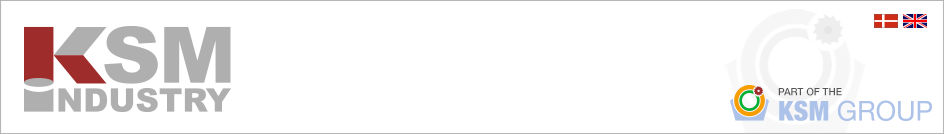 KSM
INDUSTRY
PART OF THE
KSM GROUP